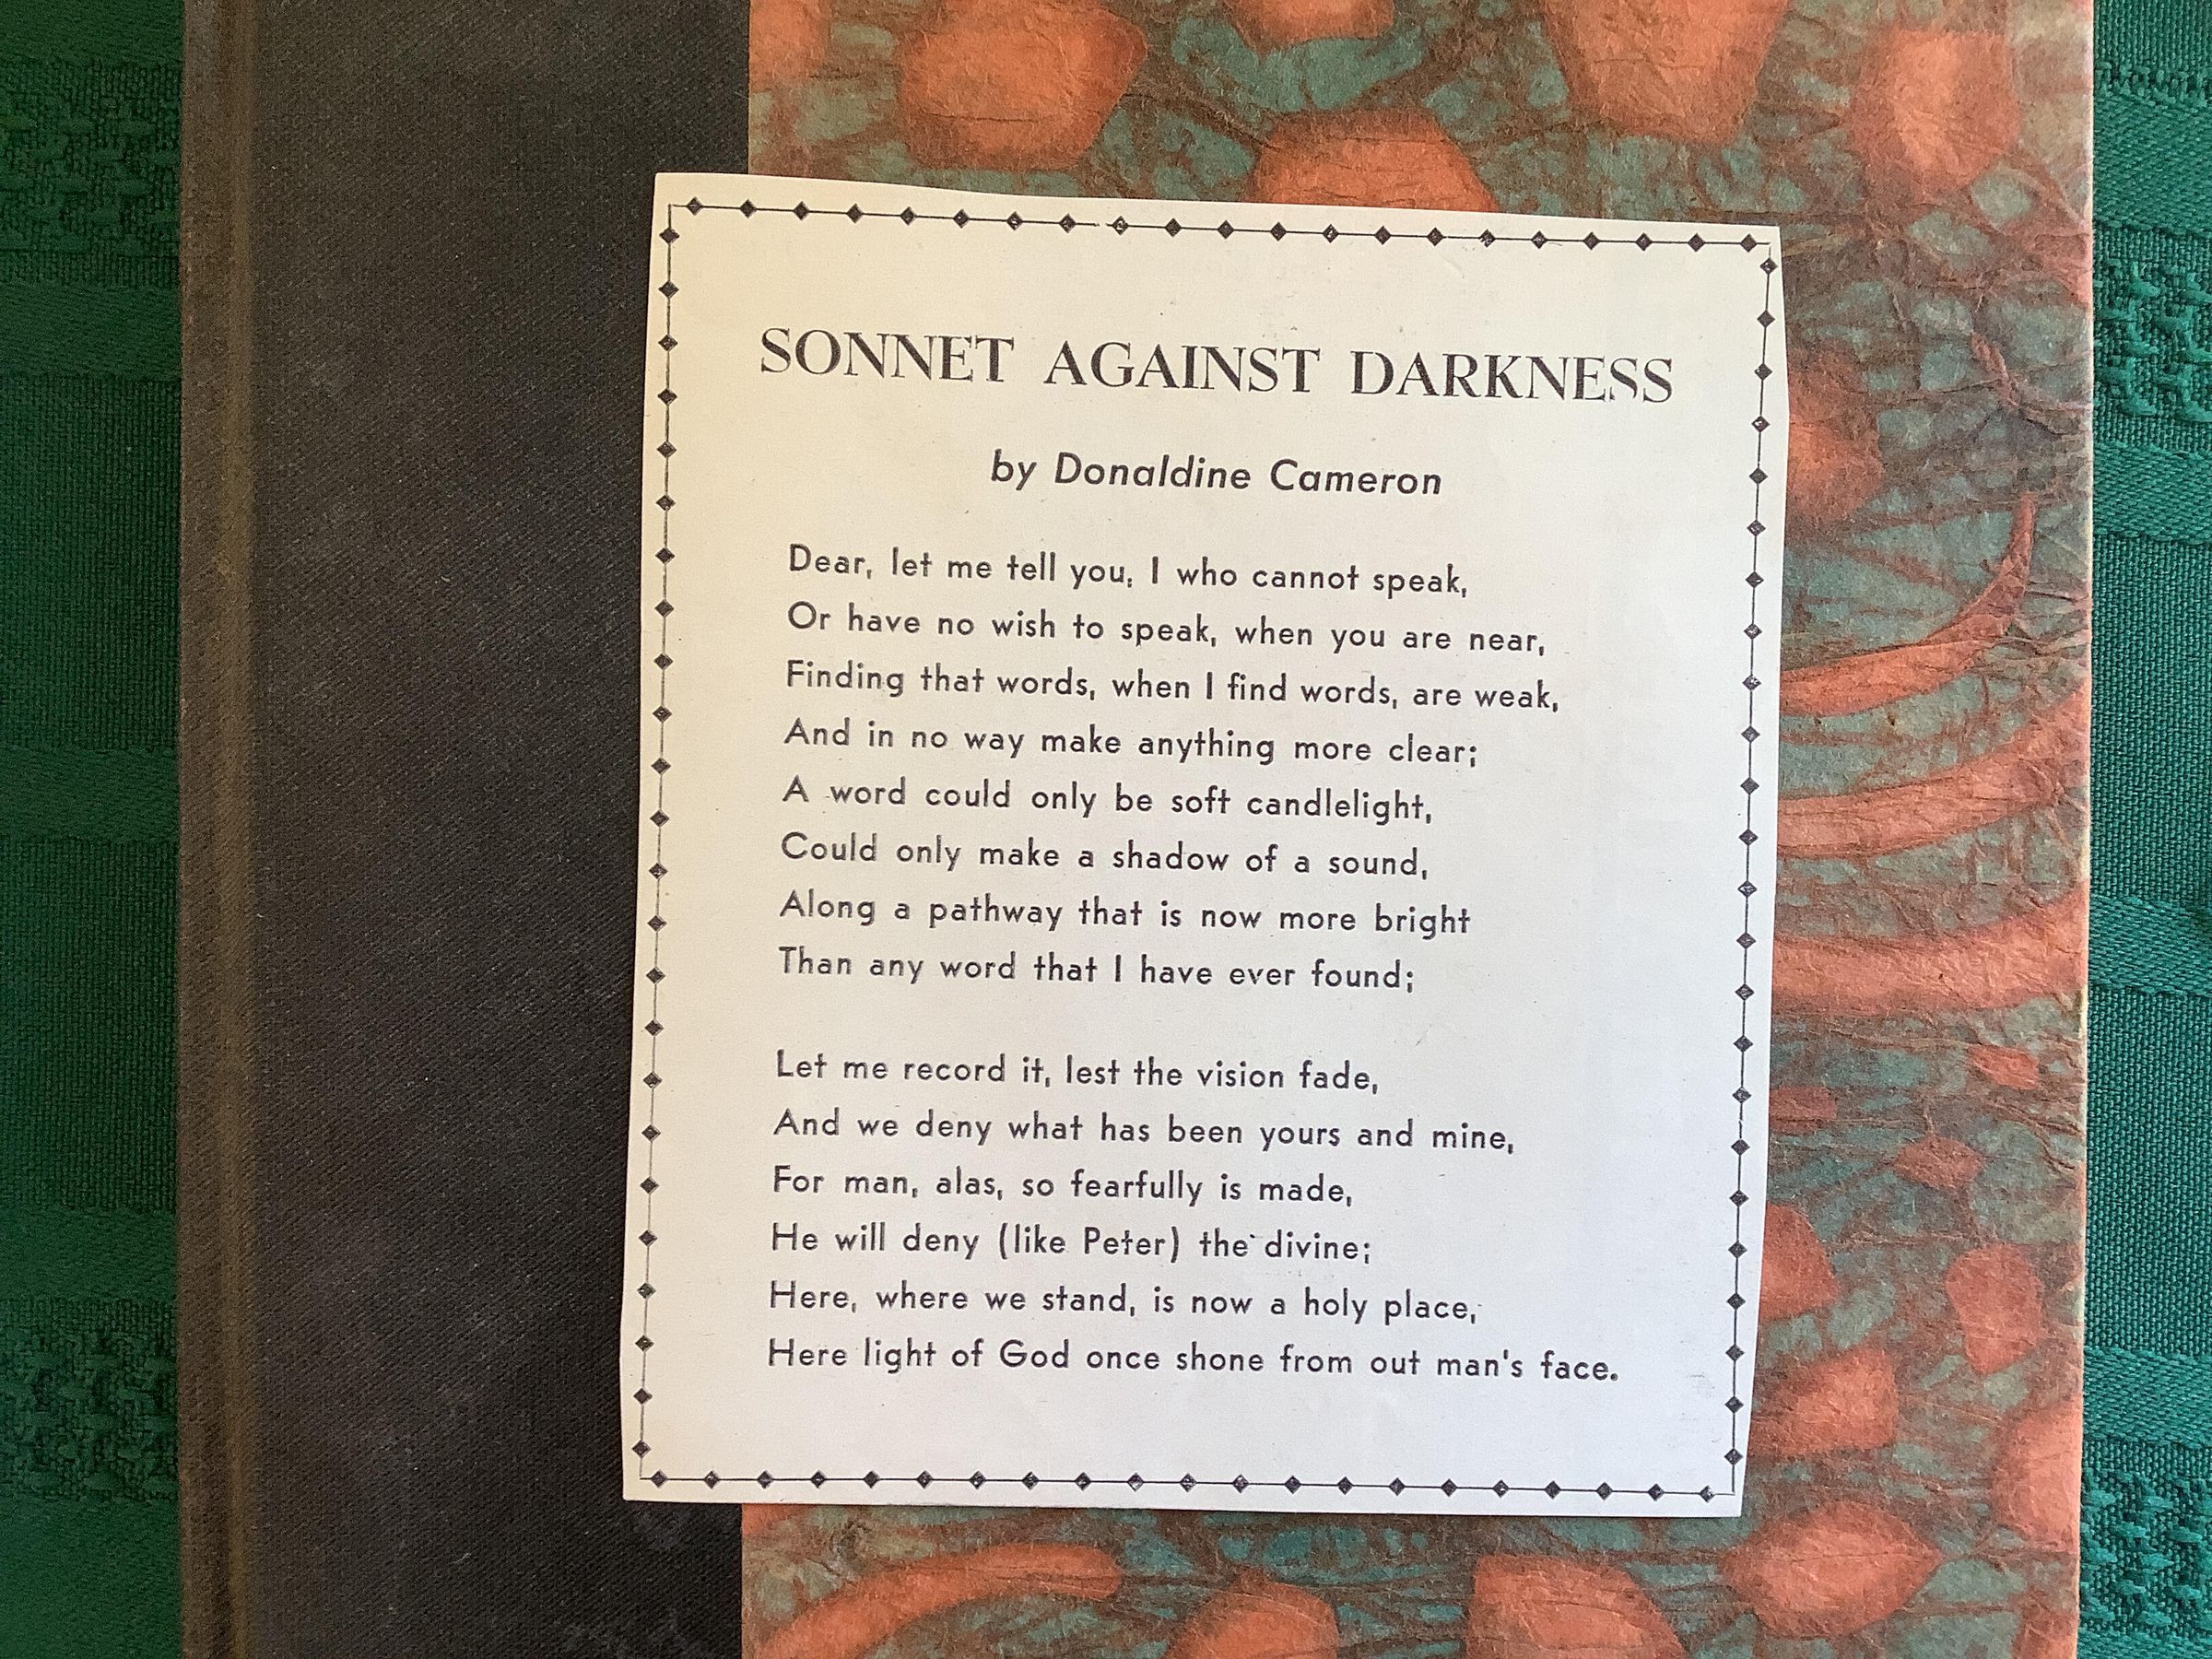 SONNET AGAINST DARKNESS
by Donaldine Cameron
Dear, let me tell you, I who cannot speak,
Or have no wish to speak, when you are near,
Finding that words, when I find words, are weak,
And in no way make anything more clear;
A word could only be soft candlelight,
Could only make a shadow of a sound,
Along a pathway that is now more bright
Than any word that I have ever found;
Let me record it, lest the vision fade,
And we deny what has been yours and mine,
For man, alas, so fearfully is made,
He will deny (like Peter) the divine;
Here, where we stand, is now a holy place,
Here light of God once shone from out man's face.